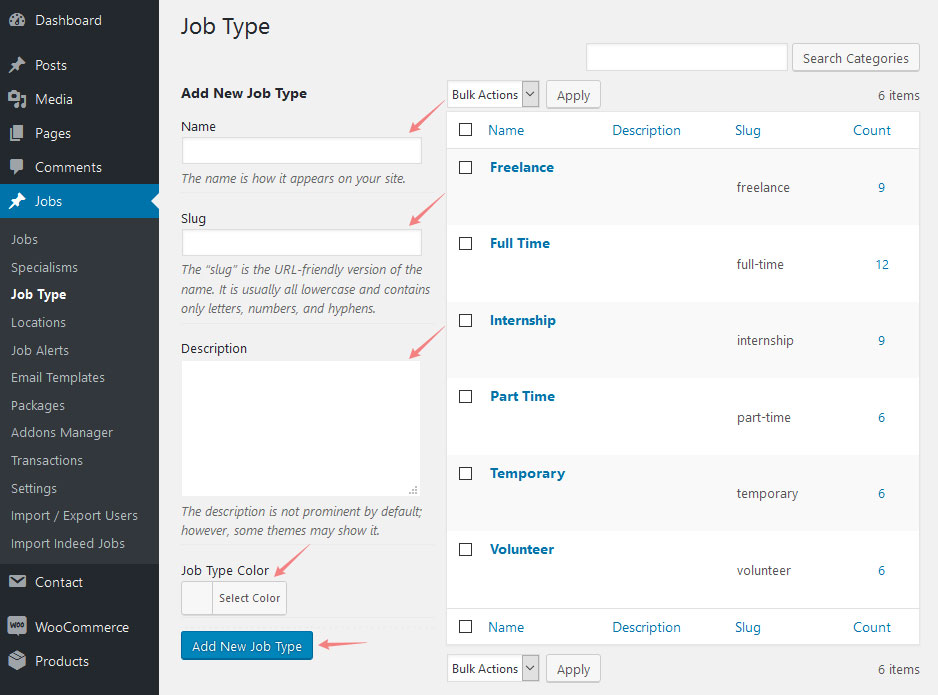 Dashboard
Posts
Media
Pages
Comments
Jobs
Jobs
Specialisms
Job Type
Locations
Job Alerts
Email Templates
Packages
Addons Manager
Transactions
Settings
Import / Export Users
Import Indeed Jobs
Contact
WOO WooCommerce
Products
Job Type
Search Categories
Add New Job Type
Name
The name is how it appears on your site.
Slug
The “slug” is the URL-friendly version of the
name. It is usually all lowercase and contains
only letters, numbers, and hyphens.
Description
The description is not prominent by default;
however, some themes may show it.
Job Type Color
Select Color
Add New Job Type
Bulk Actions Apply 6 items
Name Description Slug Count
Freelance freelance 9
Full Time full-time 12
Internship internship 9
Part Time part-time 6
Temporary temporary 6
Volunteer volunteer 6
Name Description Slug Count
Bulk Actions Apply 6 items